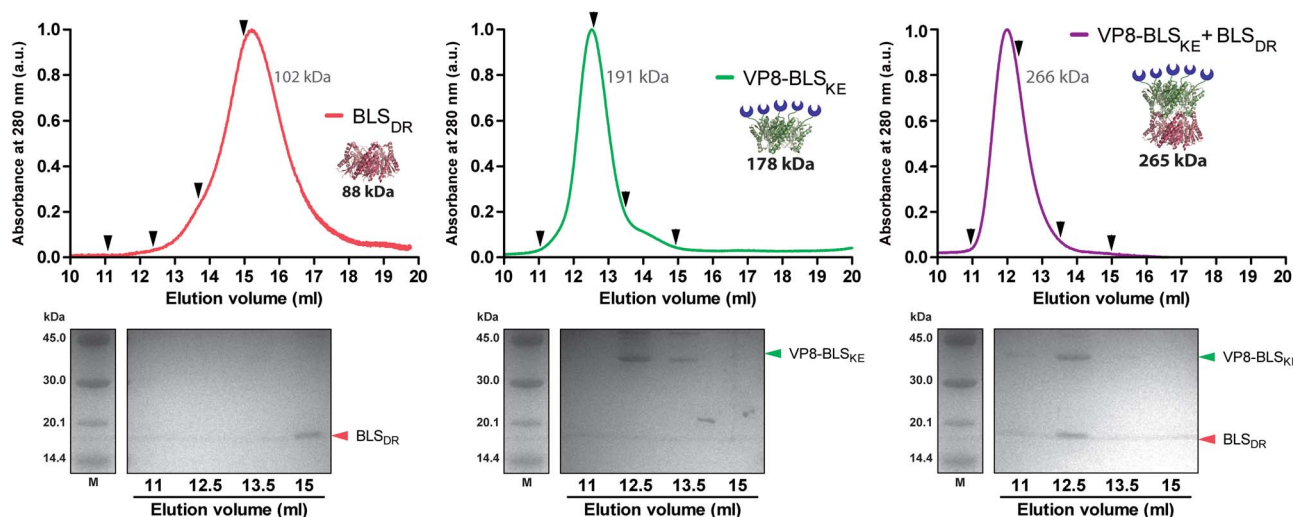 Absorbance at 280 nm (a.u.)
1.0
0.8
0.6
0.4
0.2
0.0
102 kDa
BLS_DR
88 kDa
10 11 12 13 14 15 16 17 18 19 20
Elution volume (ml)
Absorbance at 280 nm (a.u.)
1.0
0.8
0.6
0.4
0.2
0.0
191 kDa
VP8-BLS_KE
178 kDa
10 11 12 13 14 15 16 17 18 19 20
Elution volume (ml)
Absorbance at 280 nm (a.u.)
1.0
0.8
0.6
0.4
0.2
0.0
VP8-BLS_KE + BLS_DR
266 kDa
265 kDa
10 11 12 13 14 15 16 17 18 19 20
Elution volume (ml)
kDa
45.0
30.0
20.1
14.4
M
BLS_DR
11 12.5 13.5 15
Elution volume (ml)
kDa
45.0
30.0
20.1
14.4
M
VP8-BLS_KE
11 12.5 13.5 15
Elution volume (ml)
kDa
45.0
30.0
20.1
14.4
M
VP8-BLS_KE
BLS_DR
11 12.5 13.5 15
Elution volume (ml)